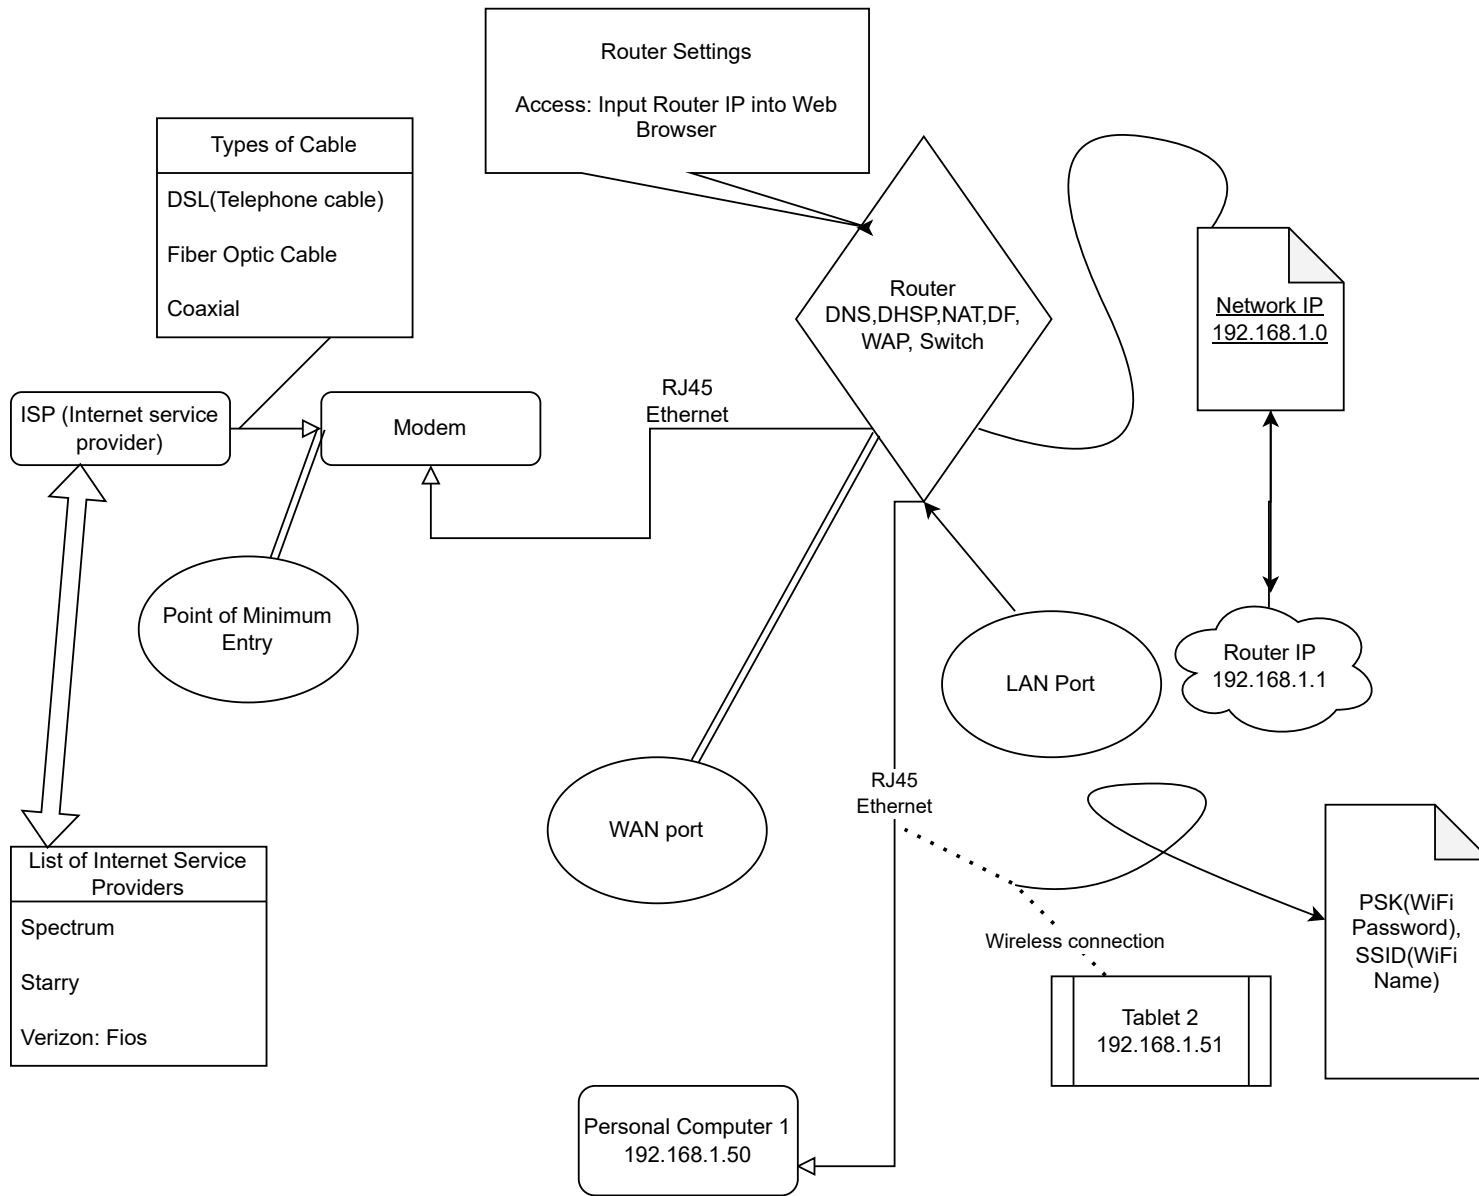 Router Settings
Access: Input Router IP into Web
Browser
Types of Cable
DSL(Telephone cable)
Fiber Optic Cable
Coaxial
Router
DNS,DHSP,NAT,DF,
WAP, Switch
Network IP
192.168.1.0
RJ45
Ethernet
ISP (Internet service
provider)
Modem
Point of Minimum
Entry
LAN Port
Router IP
192.168.1.1
WAN port
RJ45
Ethernet
List of Internet Service
Providers
Spectrum
Starry
Verizon: Fios
PSK(WiFi
Password),
SSID(WiFi
Name)
Wireless connection
Tablet 2
192.168.1.51
Personal Computer 1
192.168.1.50